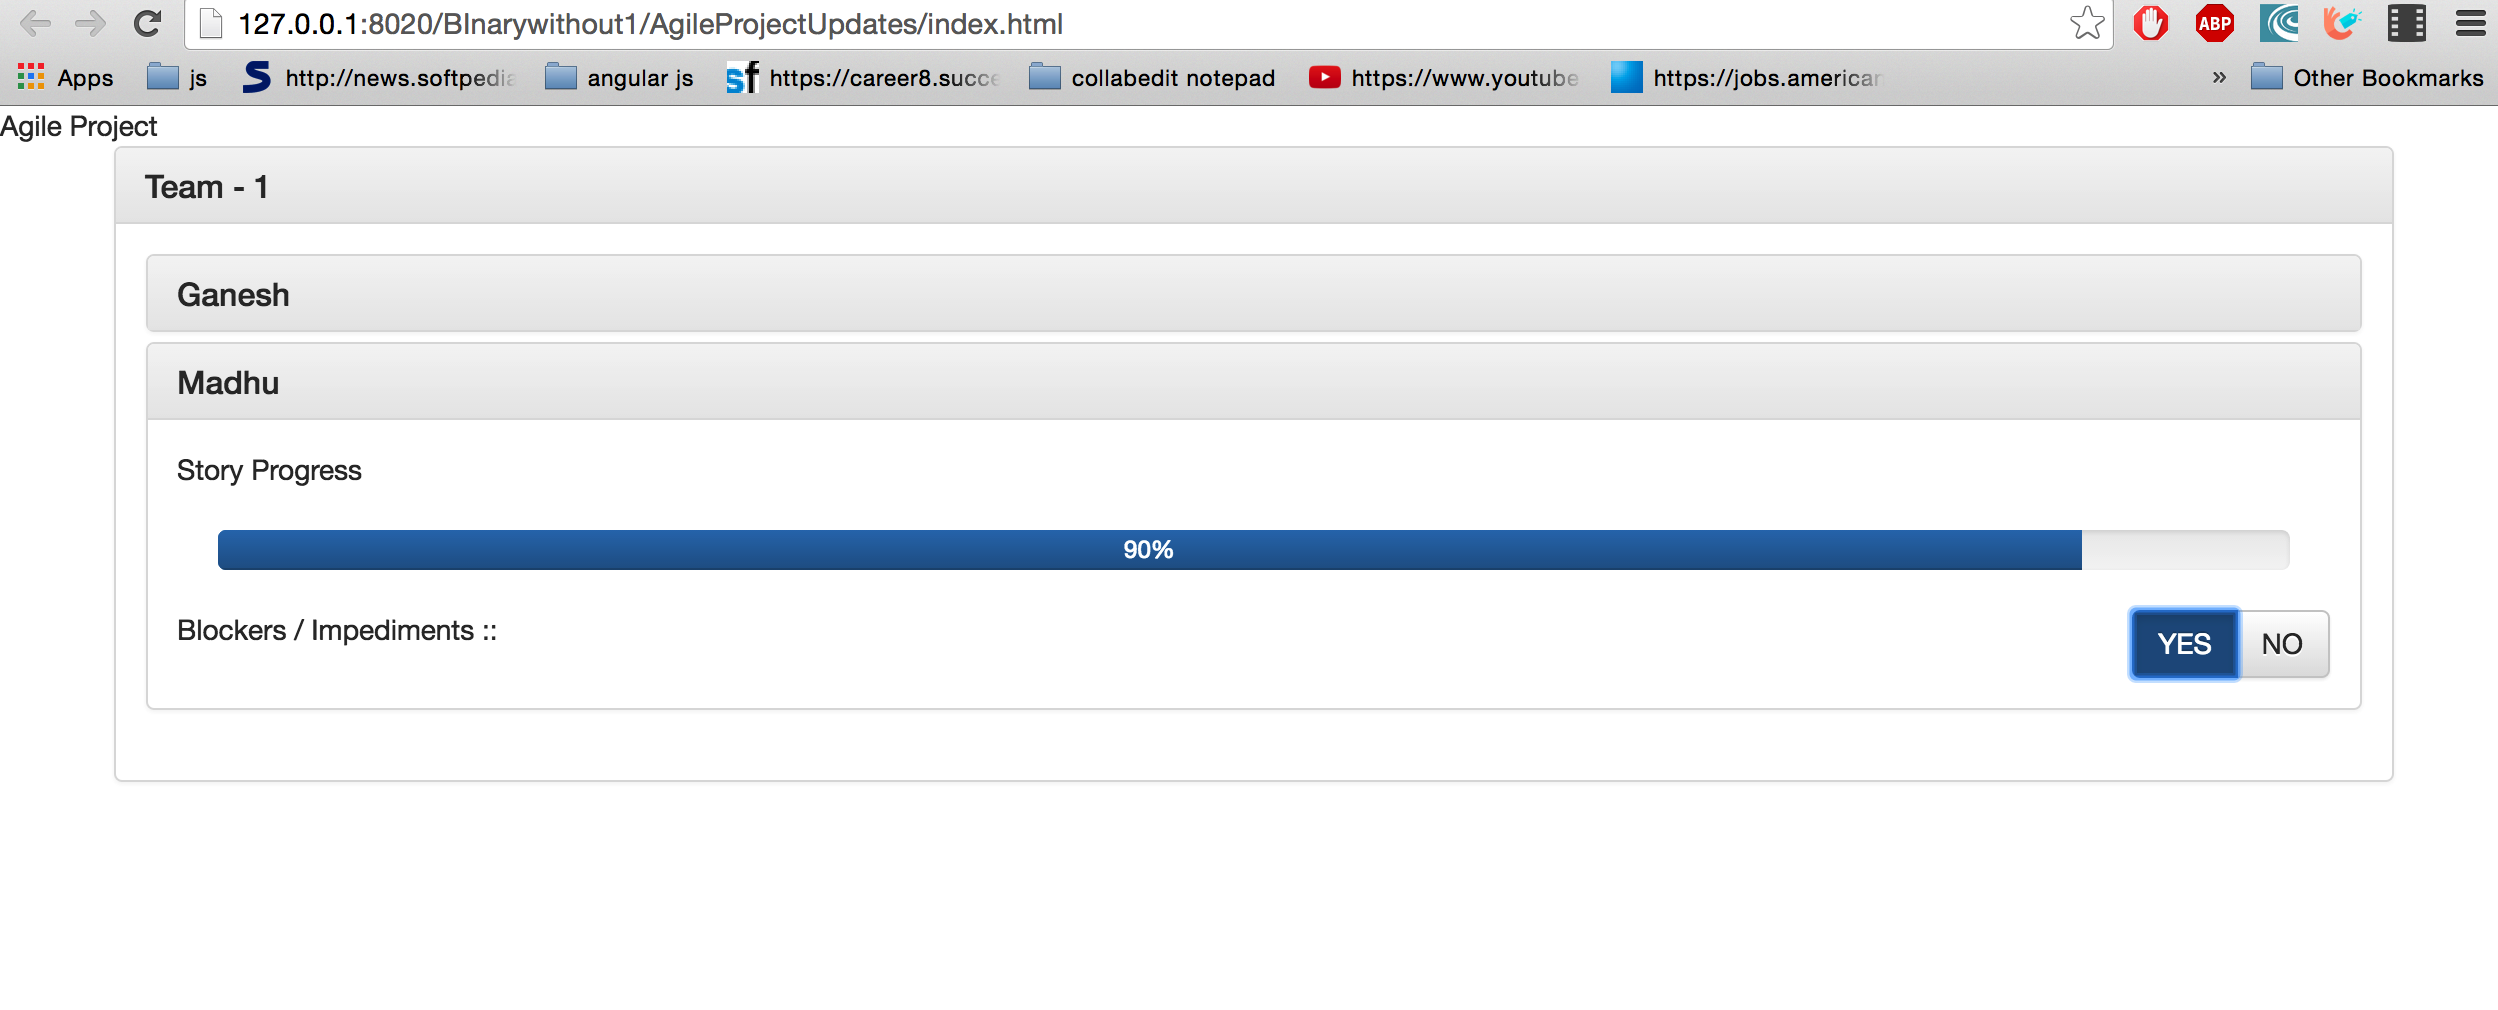 127.0.0.1:8020/BInarywithout1/AgileProjectUpdates/index.html
ABP
Apps js http://news.softpedia angular js sf https://career8.succe collabedit notepad https://www.youtube https://jobs.american » Other Bookmarks
Agile Project
Team - 1
Ganesh
Madhu
Story Progress
90%
Blockers / Impediments ::
YES NO